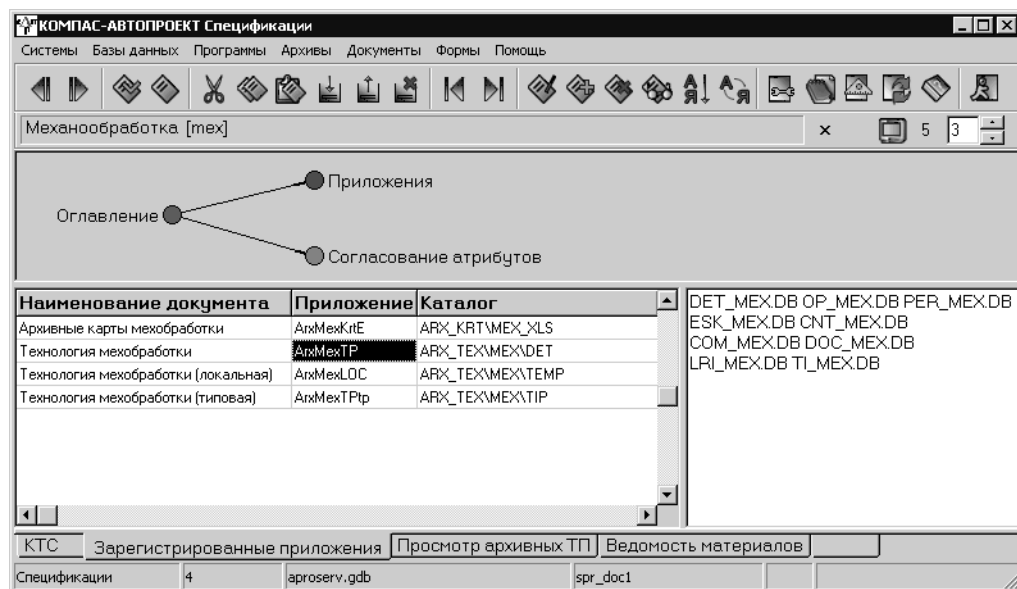 КОМПАС-АВТОПРОЕКТ Спецификации
Системы Базы данных Программы Архивы Документы Формы Помощь
Механообработка [mex] × 5 3
Приложения
Оглавление
Согласование атрибутов
Наименование документа Приложение Каталог
Архивные карты мехобработки ArxMexKrtE ARX_KRT\MEX_XLS
Технология мехобработки ArxMexTP ARX_TEX\MEX\DET
Технология мехобработки (локальная) ArxMexLOC ARX_TEX\MEX\TEMP
Технология мехобработки (типовая) ArxMexTPtp ARX_TEX\MEX\TIP
DET_MEX.DB OP_MEX.DB PER_MEX.DB
ESK_MEX.DB CNT_MEX.DB
COM_MEX.DB DOC_MEX.DB
LRI_MEX.DB TI_MEX.DB
КТС Зарегистрированные приложения Просмотр архивных ТП Ведомость материалов
Спецификации 4 aproserv.gdb spr_doc1